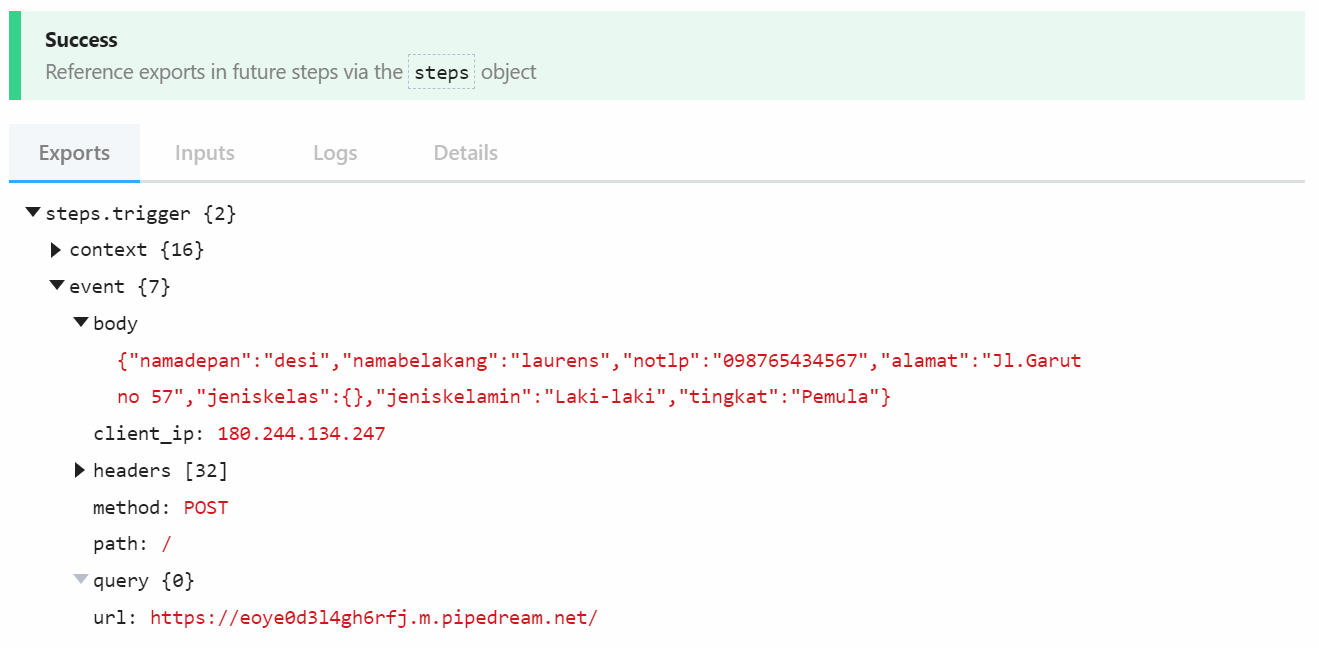 Success
Reference exports in future steps via the steps object
Exports Inputs Logs Details
steps.trigger {2}
context {16}
event {7}
body
{"namadepan":"desi","namabelakang":"laurens","notlp":"098765434567","alamat":"Jl.Garut
no 57","jeniskelas":{},"jeniskelamin":"Laki-laki","tingkat":"Pemula"}
client_ip: 180.244.134.247
headers [32]
method: POST
path: /
query {0}
url: https://eoye0d3l4gh6rfj.m.pipedream.net/